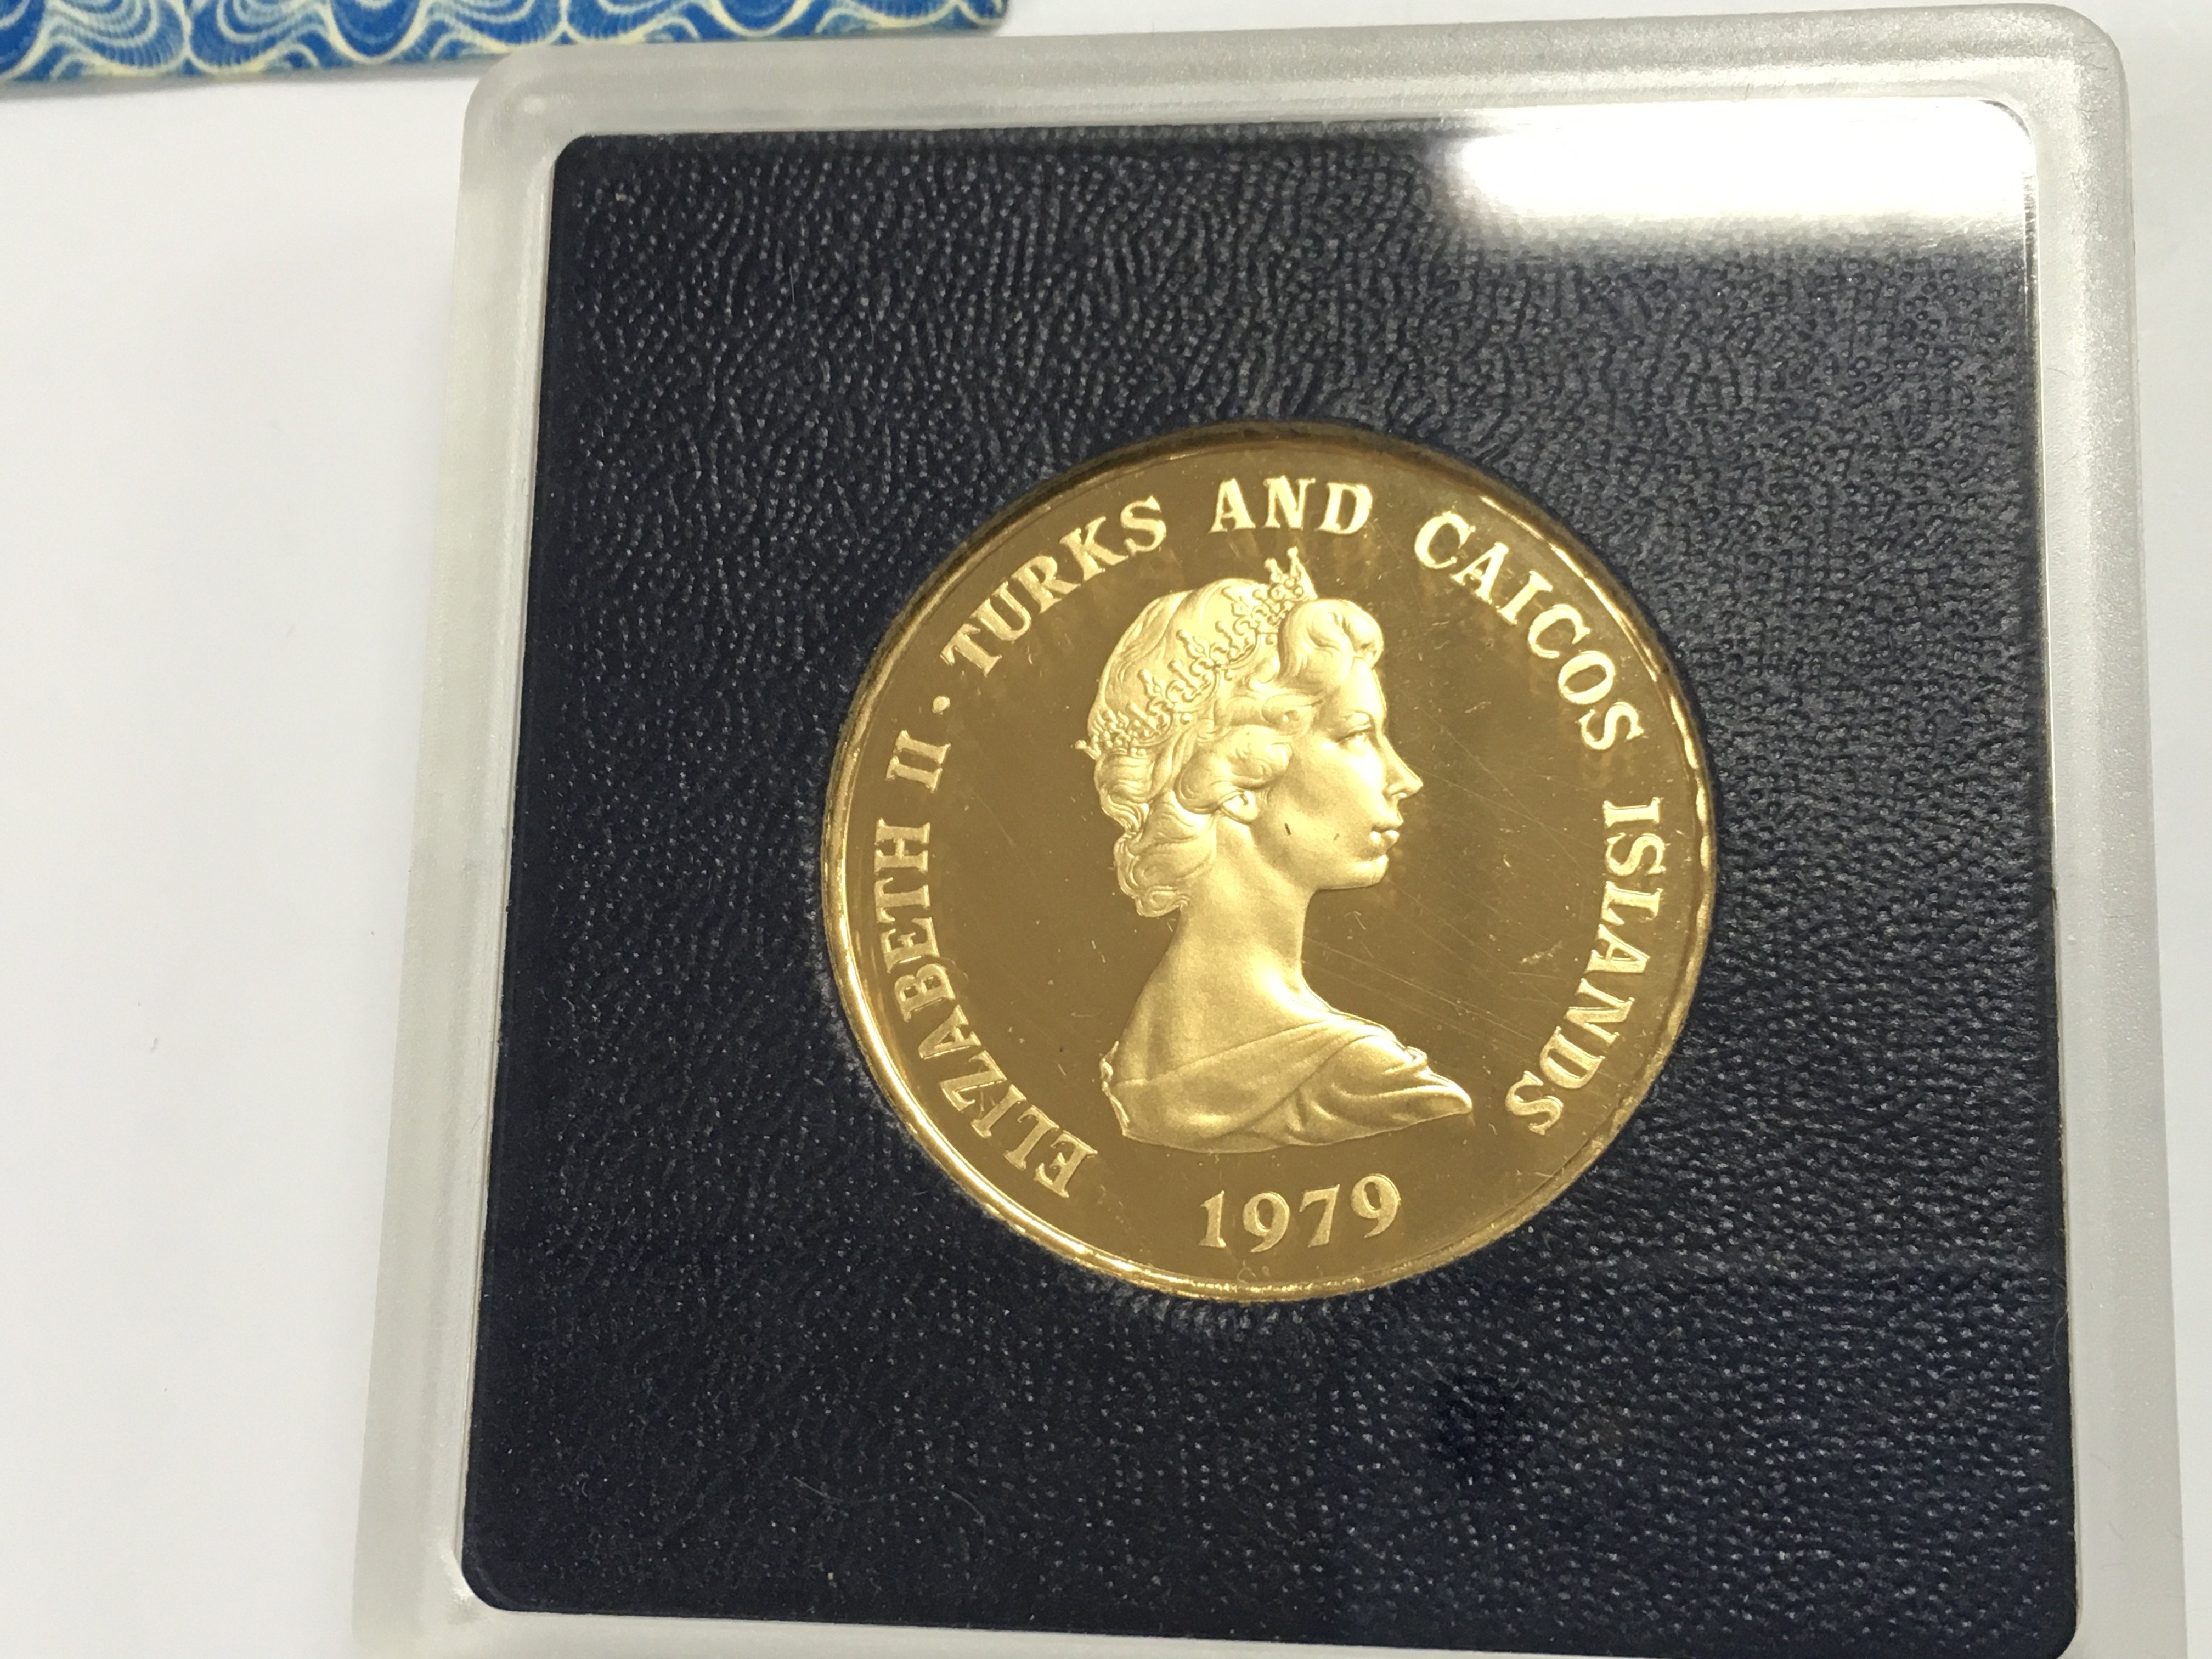 ELIZABETH II · TURKS AND CAICOS ISLANDS
1979